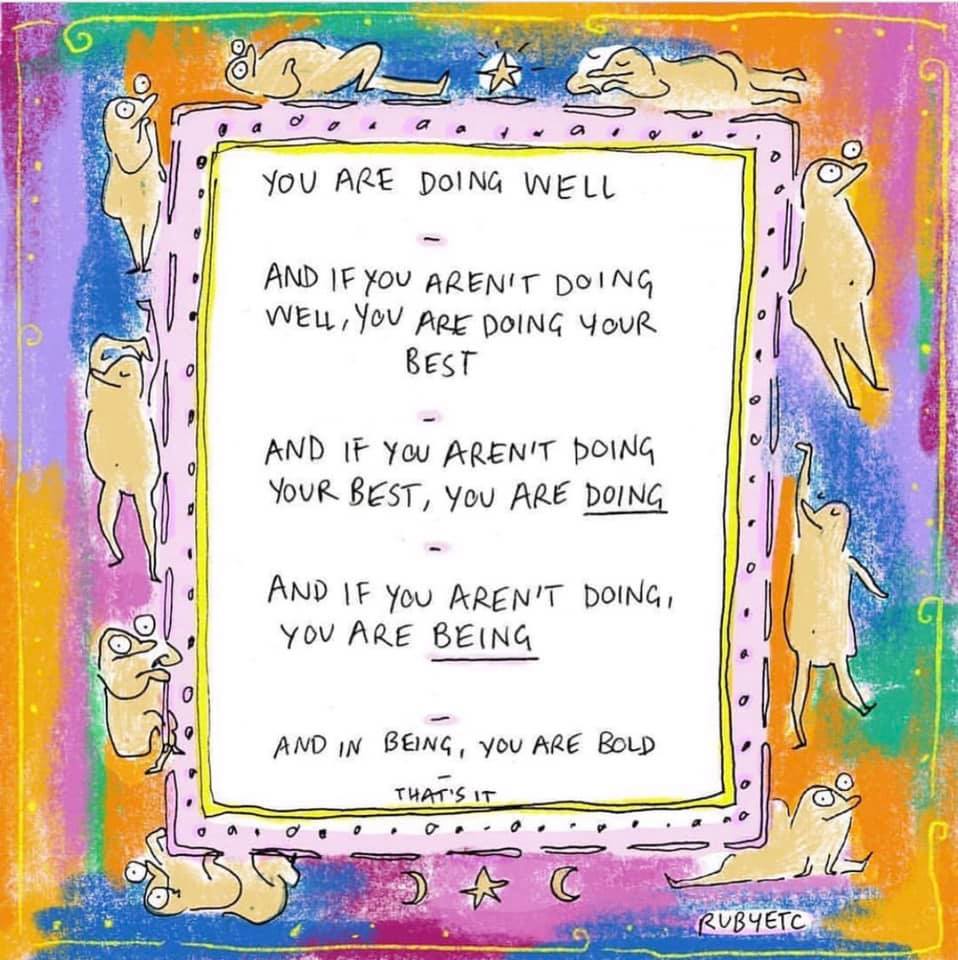 YOU ARE DOING WELL
-
AND IF YOU AREN'T DOING
WELL, YOU ARE DOING YOUR
BEST
-
AND IF YOU AREN'T DOING
YOUR BEST, YOU ARE DOING
-
AND IF YOU AREN'T DOING,
YOU ARE BEING
-
AND IN BEING, YOU ARE BOLD
-
THAT'S IT
RUBYETC